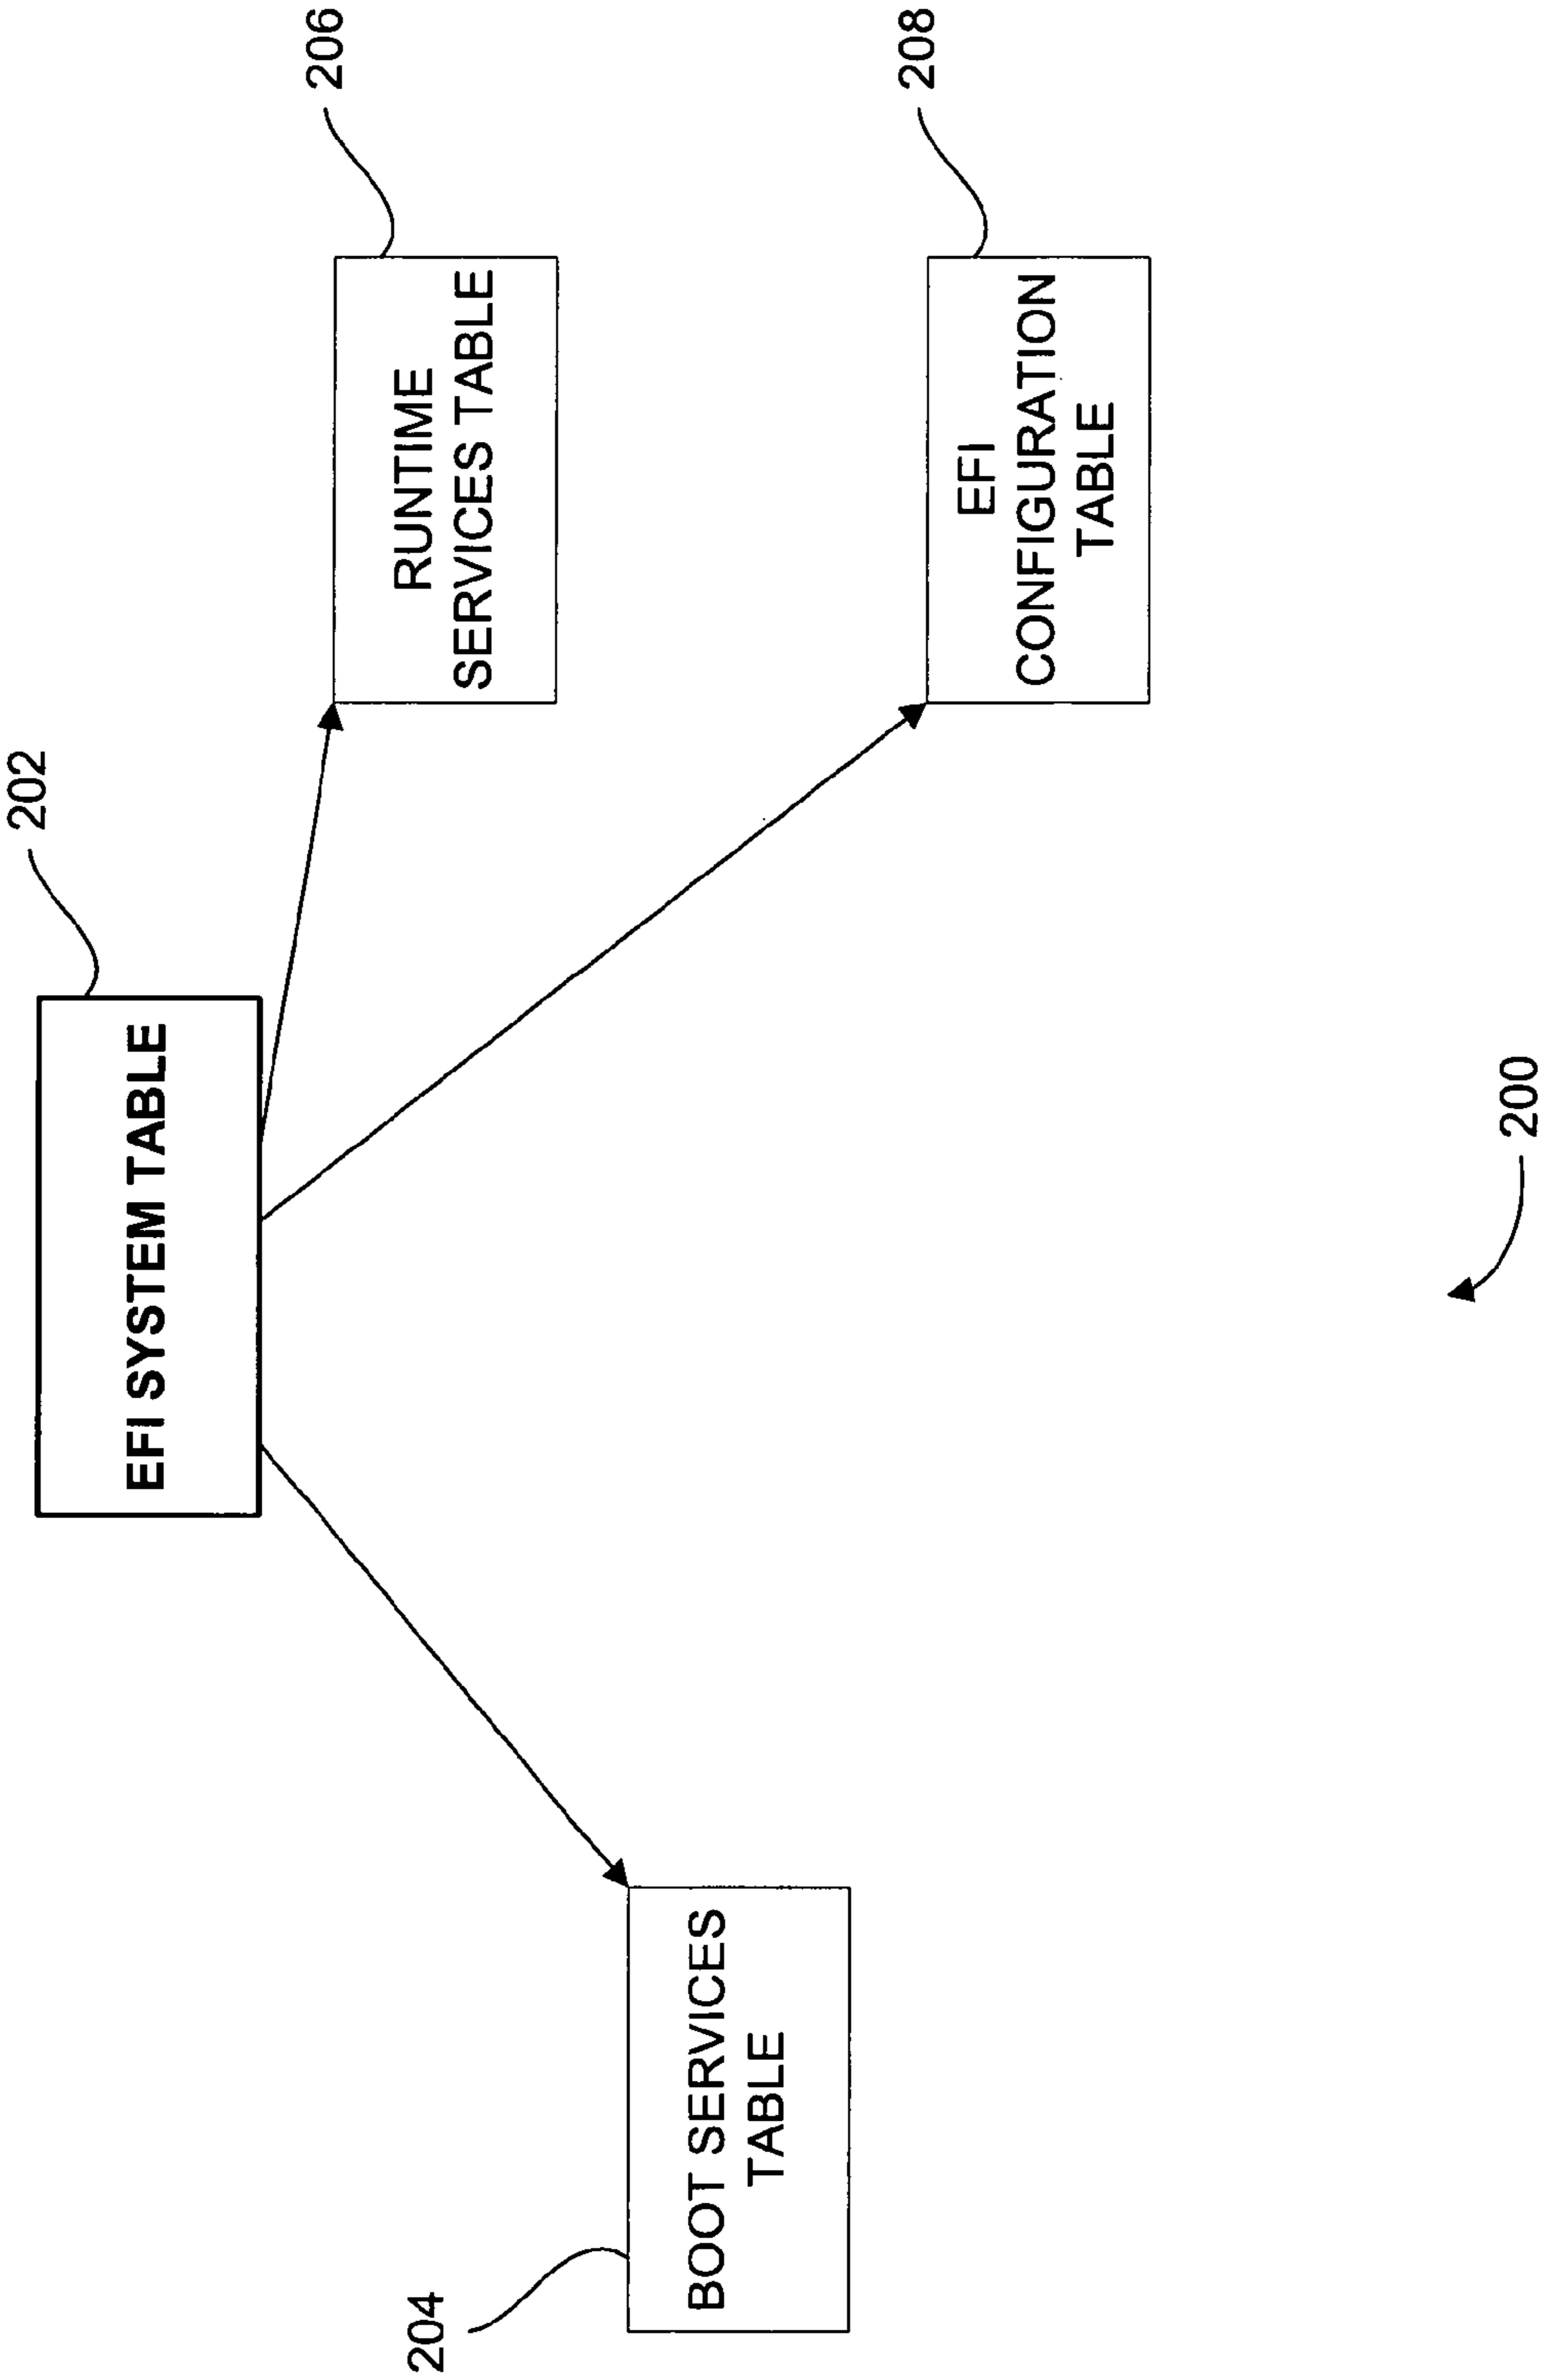 202
EFI SYSTEM TABLE
206
RUNTIME
SERVICES TABLE
204
BOOT SERVICES
TABLE
208
EFI
CONFIGURATION
TABLE
200